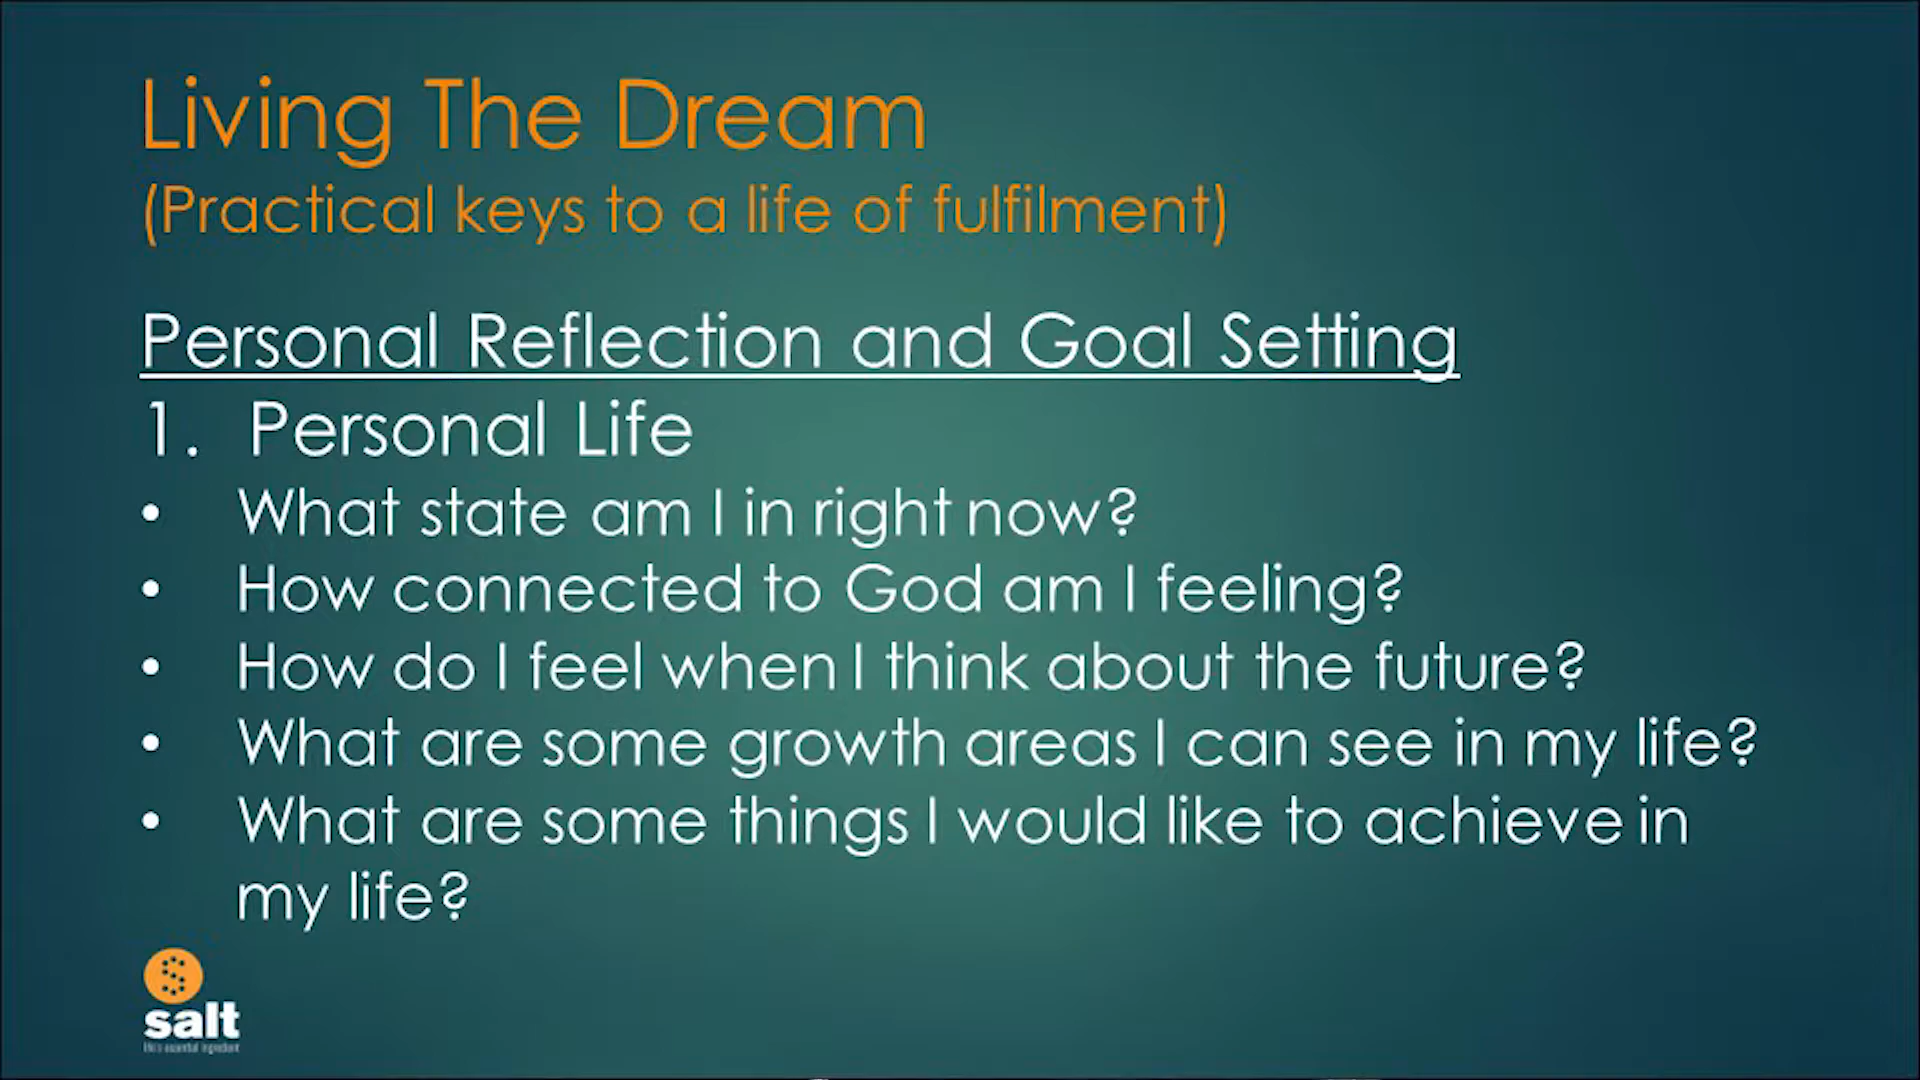 Living The Dream
(Practical keys to a life of fulfilment)
Personal Reflection and Goal Setting
1. Personal Life
• What state am I in right now?
• How connected to God am I feeling?
• How do I feel when I think about the future?
• What are some growth areas I can see in my life?
• What are some things I would like to achieve in
my life?
salt
life's essential ingredient